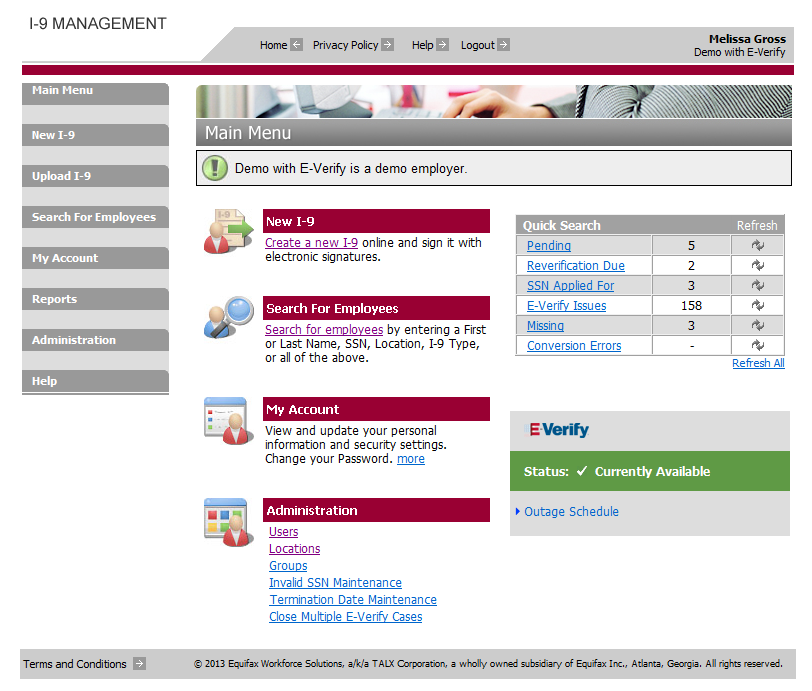 I-9 MANAGEMENT
Home Privacy Policy Help Logout
Melissa Gross
Demo with E-Verify
Main Menu
New I-9
Upload I-9
Search For Employees
My Account
Reports
Administration
Help
Main Menu
Demo with E-Verify is a demo employer.
I-9
New I-9
Create a new I-9 online and sign it with
electronic signatures.
Search For Employees
Search for employees by entering a First
or Last Name, SSN, Location, I-9 Type,
or all of the above.
My Account
View and update your personal
information and security settings.
Change your Password. more
Administration
Users
Locations
Groups
Invalid SSN Maintenance
Termination Date Maintenance
Close Multiple E-Verify Cases
Quick Search Refresh
Pending 5
Reverification Due 2
SSN Applied For 3
E-Verify Issues 158
Missing 3
Conversion Errors -
Refresh All
E-Verify
Status: ✓ Currently Available
Outage Schedule
Terms and Conditions
© 2013 Equifax Workforce Solutions, a/k/a TALX Corporation, a wholly owned subsidiary of Equifax Inc., Atlanta, Georgia. All rights reserved.